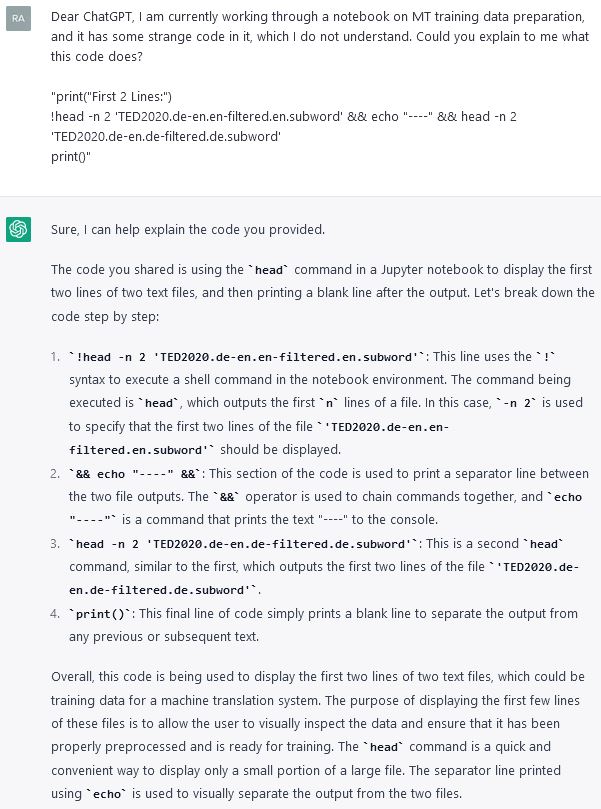 RA
Dear ChatGPT, I am currently working through a notebook on MT training data preparation,
and it has some strange code in it, which I do not understand. Could you explain to me what
this code does?
"print("First 2 Lines:")
!head -n 2 'TED2020.de-en.en-filtered.en.subword' && echo "----" && head -n 2
'TED2020.de-en.de-filtered.de.subword'
print()"
Sure, I can help explain the code you provided.
The code you shared is using the `head` command in a Jupyter notebook to display the first
two lines of two text files, and then printing a blank line after the output. Let's break down the
code step by step:
1. `!head -n 2 'TED2020.de-en.en-filtered.en.subword'`: This line uses the `!`
syntax to execute a shell command in the notebook environment. The command being
executed is `head`, which outputs the first `n` lines of a file. In this case, `-n 2` is used
to specify that the first two lines of the file `'TED2020.de-en.en-
filtered.en.subword'` should be displayed.
2. `&& echo "----" &&`: This section of the code is used to print a separator line between
the two file outputs. The `&&` operator is used to chain commands together, and `echo
"----"` is a command that prints the text "----" to the console.
3. `head -n 2 'TED2020.de-en.de-filtered.de.subword'`: This is a second `head`
command, similar to the first, which outputs the first two lines of the file `'TED2020.de-
en.de-filtered.de.subword'`.
4. `print()`: This final line of code simply prints a blank line to separate the output from
any previous or subsequent text.
Overall, this code is being used to display the first two lines of two text files, which could be
training data for a machine translation system. The purpose of displaying the first few lines
of these files is to allow the user to visually inspect the data and ensure that it has been
properly preprocessed and is ready for training. The `head` command is a quick and
convenient way to display only a small portion of a large file. The separator line printed
using `echo` is used to visually separate the output from the two files.